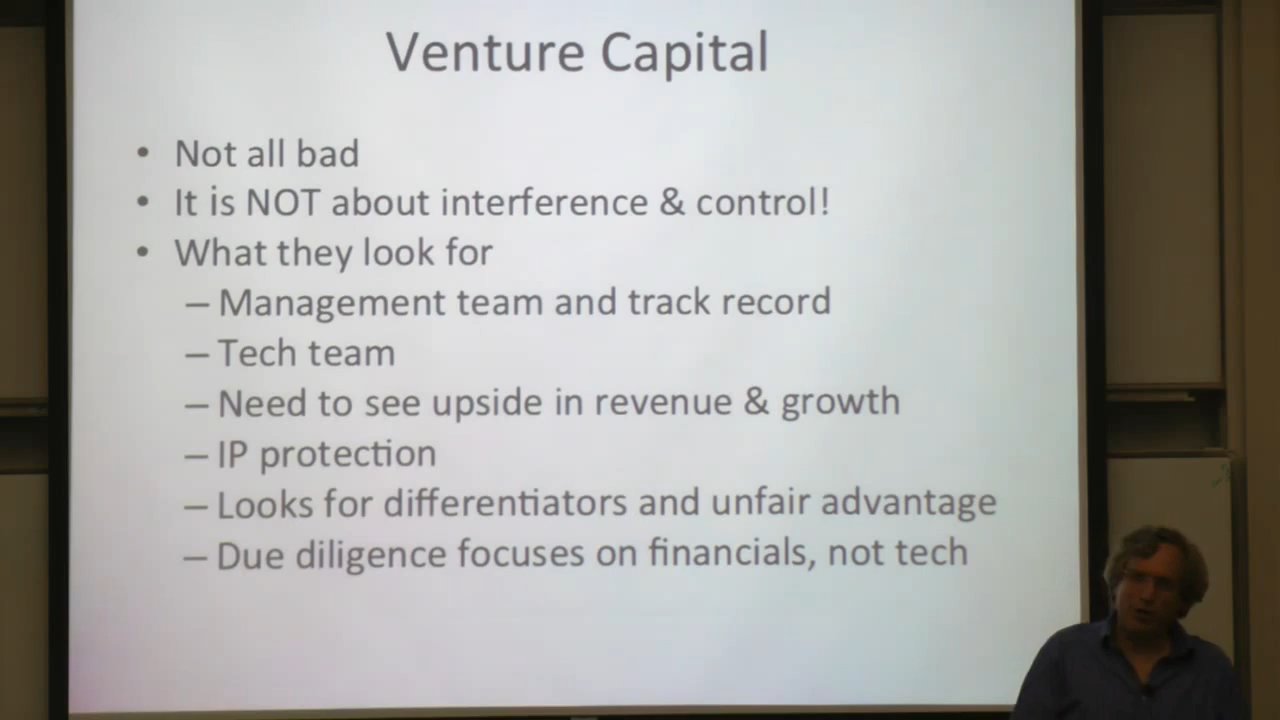 Venture Capital
• Not all bad
• It is NOT about interference & control!
• What they look for
– Management team and track record
– Tech team
– Need to see upside in revenue & growth
– IP protection
– Looks for differentiators and unfair advantage
– Due diligence focuses on financials, not tech